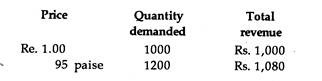 Price Quantity Total
demanded revenue
Re. 1.00 1000 Rs. 1,000
95 paise 1200 Rs. 1,080